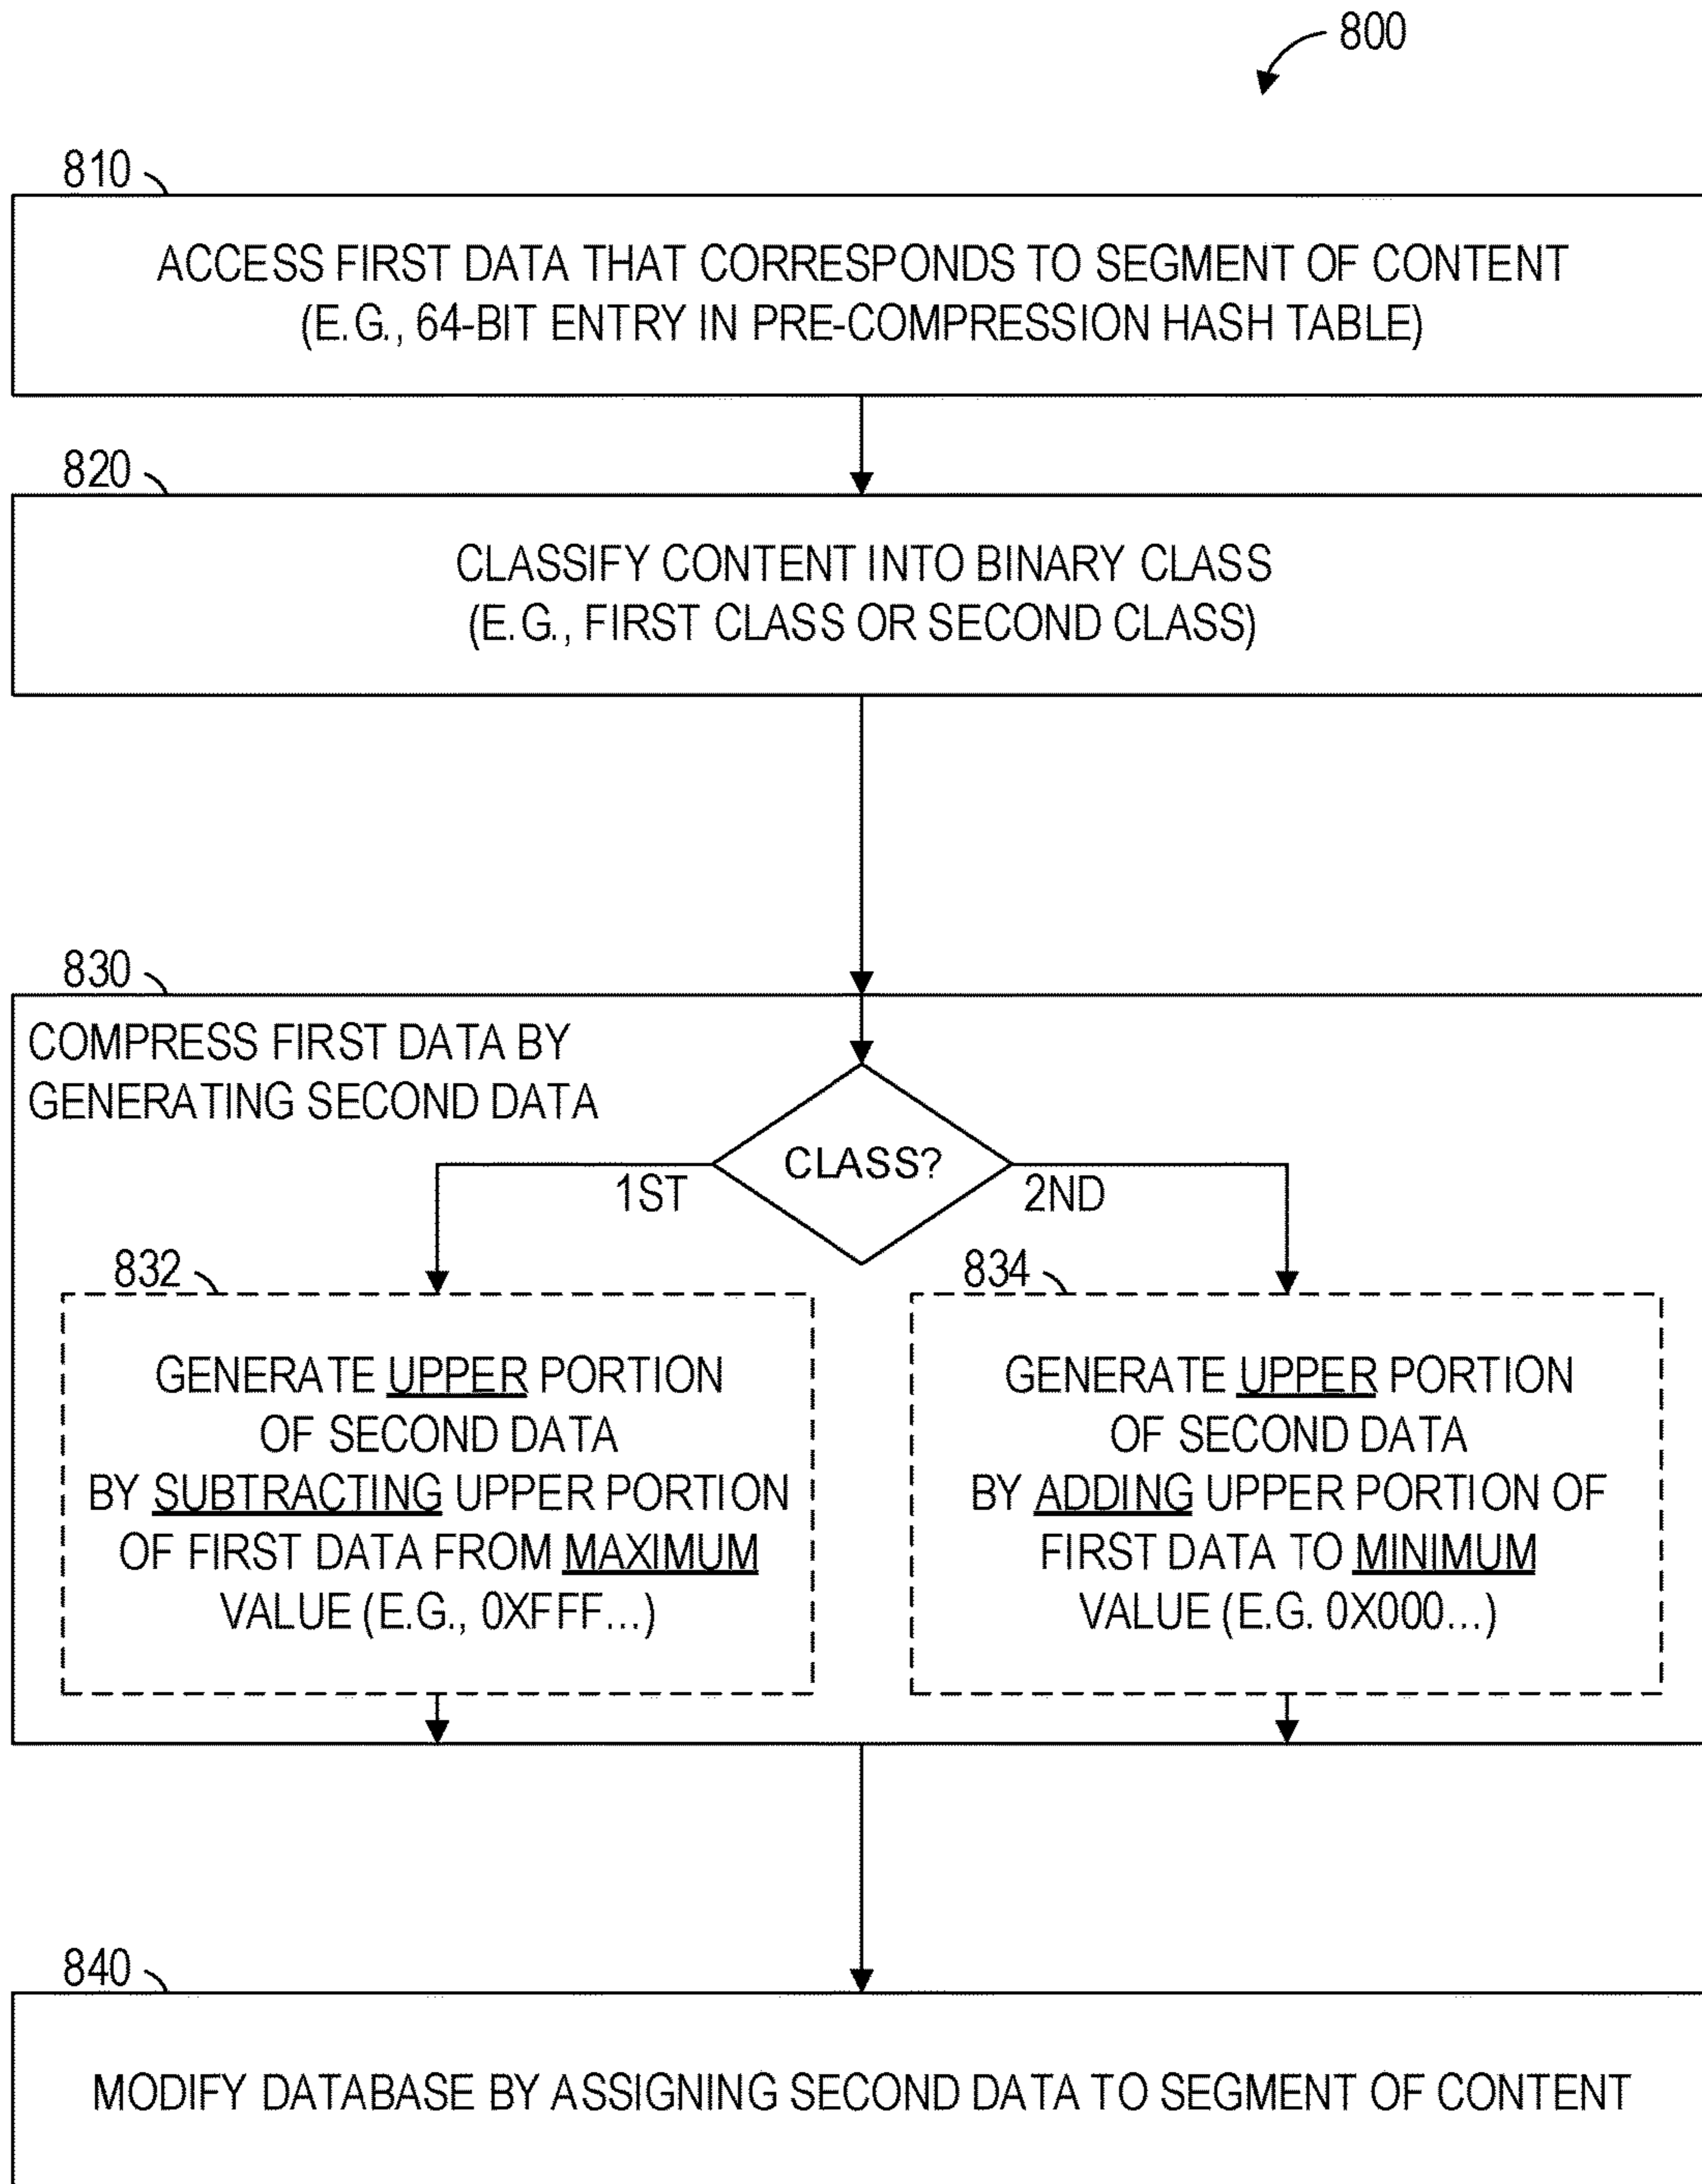 800
810
ACCESS FIRST DATA THAT CORRESPONDS TO SEGMENT OF CONTENT
(E.G., 64-BIT ENTRY IN PRE-COMPRESSION HASH TABLE)
820
CLASSIFY CONTENT INTO BINARY CLASS
(E.G., FIRST CLASS OR SECOND CLASS)
830
COMPRESS FIRST DATA BY
GENERATING SECOND DATA
CLASS?
1ST
2ND
832
GENERATE UPPER PORTION
OF SECOND DATA
BY SUBTRACTING UPPER PORTION
OF FIRST DATA FROM MAXIMUM
VALUE (E.G., 0XFFF...)
834
GENERATE UPPER PORTION
OF SECOND DATA
BY ADDING UPPER PORTION OF
FIRST DATA TO MINIMUM
VALUE (E.G. 0X000...)
840
MODIFY DATABASE BY ASSIGNING SECOND DATA TO SEGMENT OF CONTENT